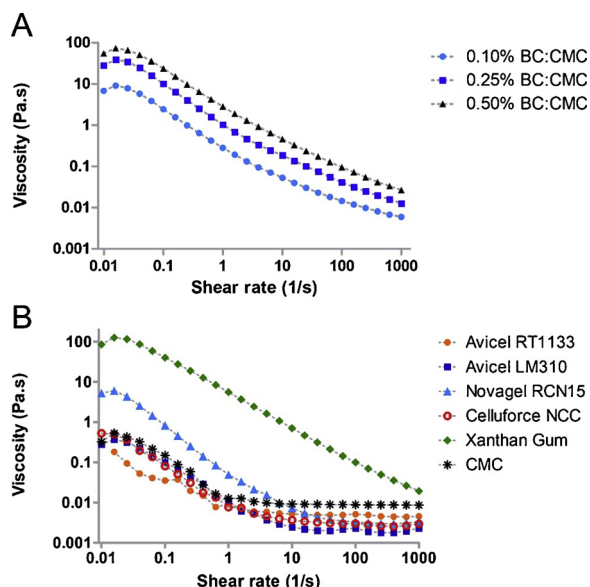 A
Viscosity (Pa.s)
100
10
1
0.1
0.01
0.001
0.01 0.1 1 10 100 1000
Shear rate (1/s)
0.10% BC:CMC
0.25% BC:CMC
0.50% BC:CMC
B
Viscosity (Pa.s)
100
10
1
0.1
0.01
0.001
0.01 0.1 1 10 100 1000
Shear rate (1/s)
Avicel RT1133
Avicel LM310
Novagel RCN15
Celluforce NCC
Xanthan Gum
CMC